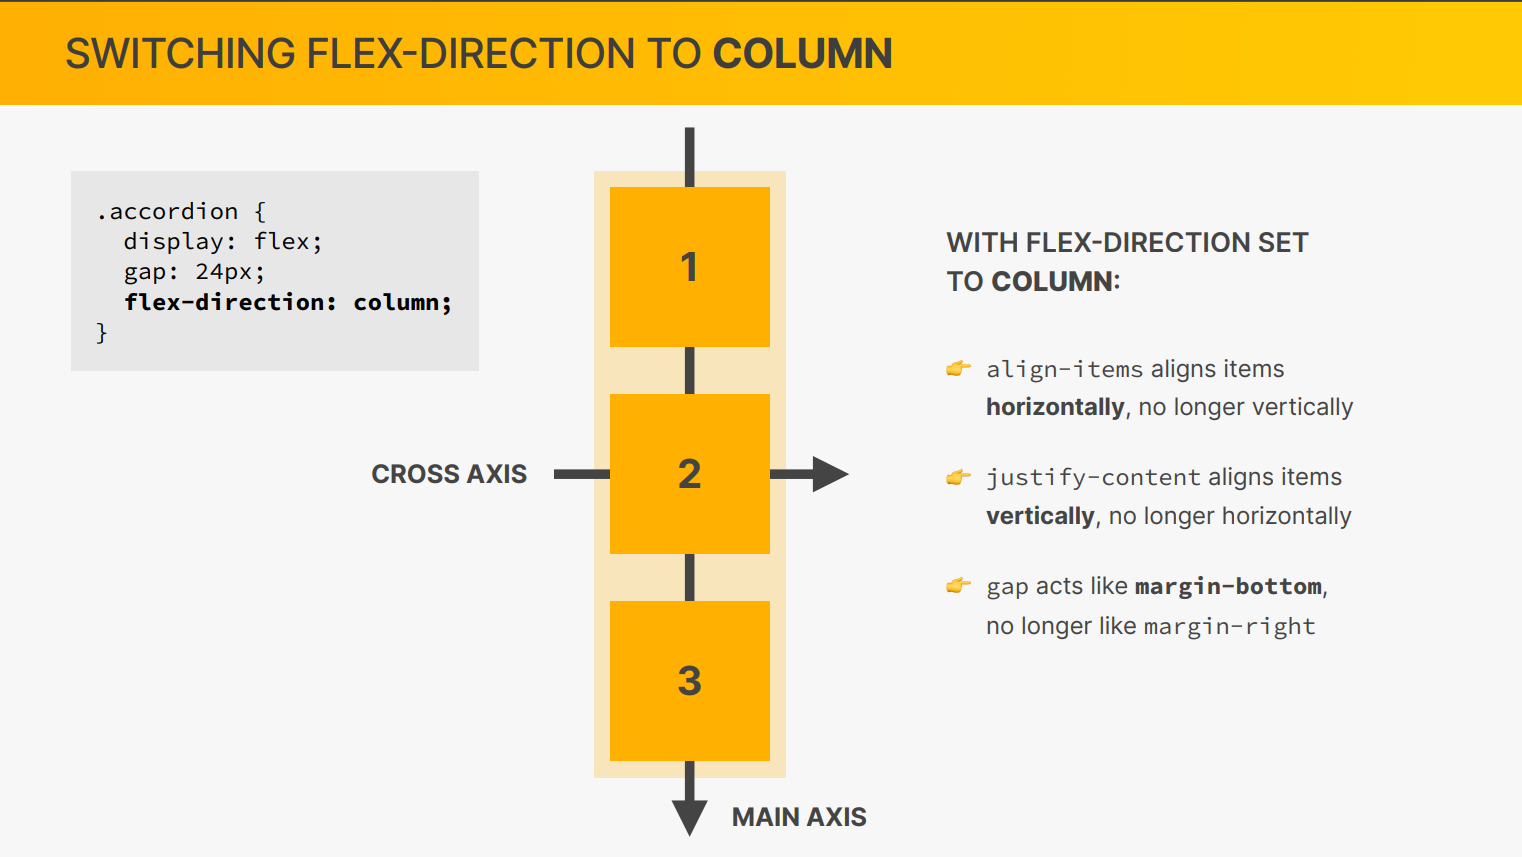 SWITCHING FLEX-DIRECTION TO COLUMN
.accordion {
  display: flex;
  gap: 24px;
  flex-direction: column;
}
1
2
3
CROSS AXIS
MAIN AXIS
WITH FLEX-DIRECTION SET
TO COLUMN:
👉 align-items aligns items
horizontally, no longer vertically
👉 justify-content aligns items
vertically, no longer horizontally
👉 gap acts like margin-bottom,
no longer like margin-right